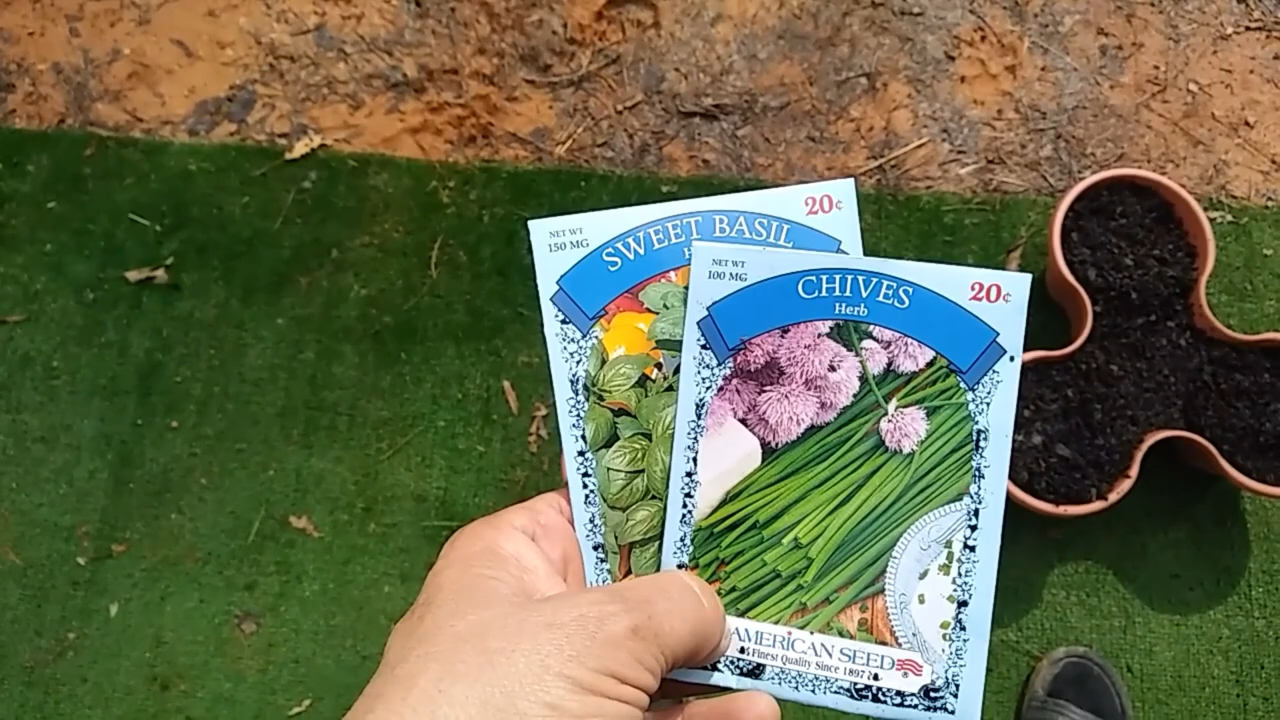 NET WT
150 MG
SWEET BASIL
20¢
NET WT
100 MG
CHIVES
Herb
20¢
AMERICAN SEED
Finest Quality Since 1897